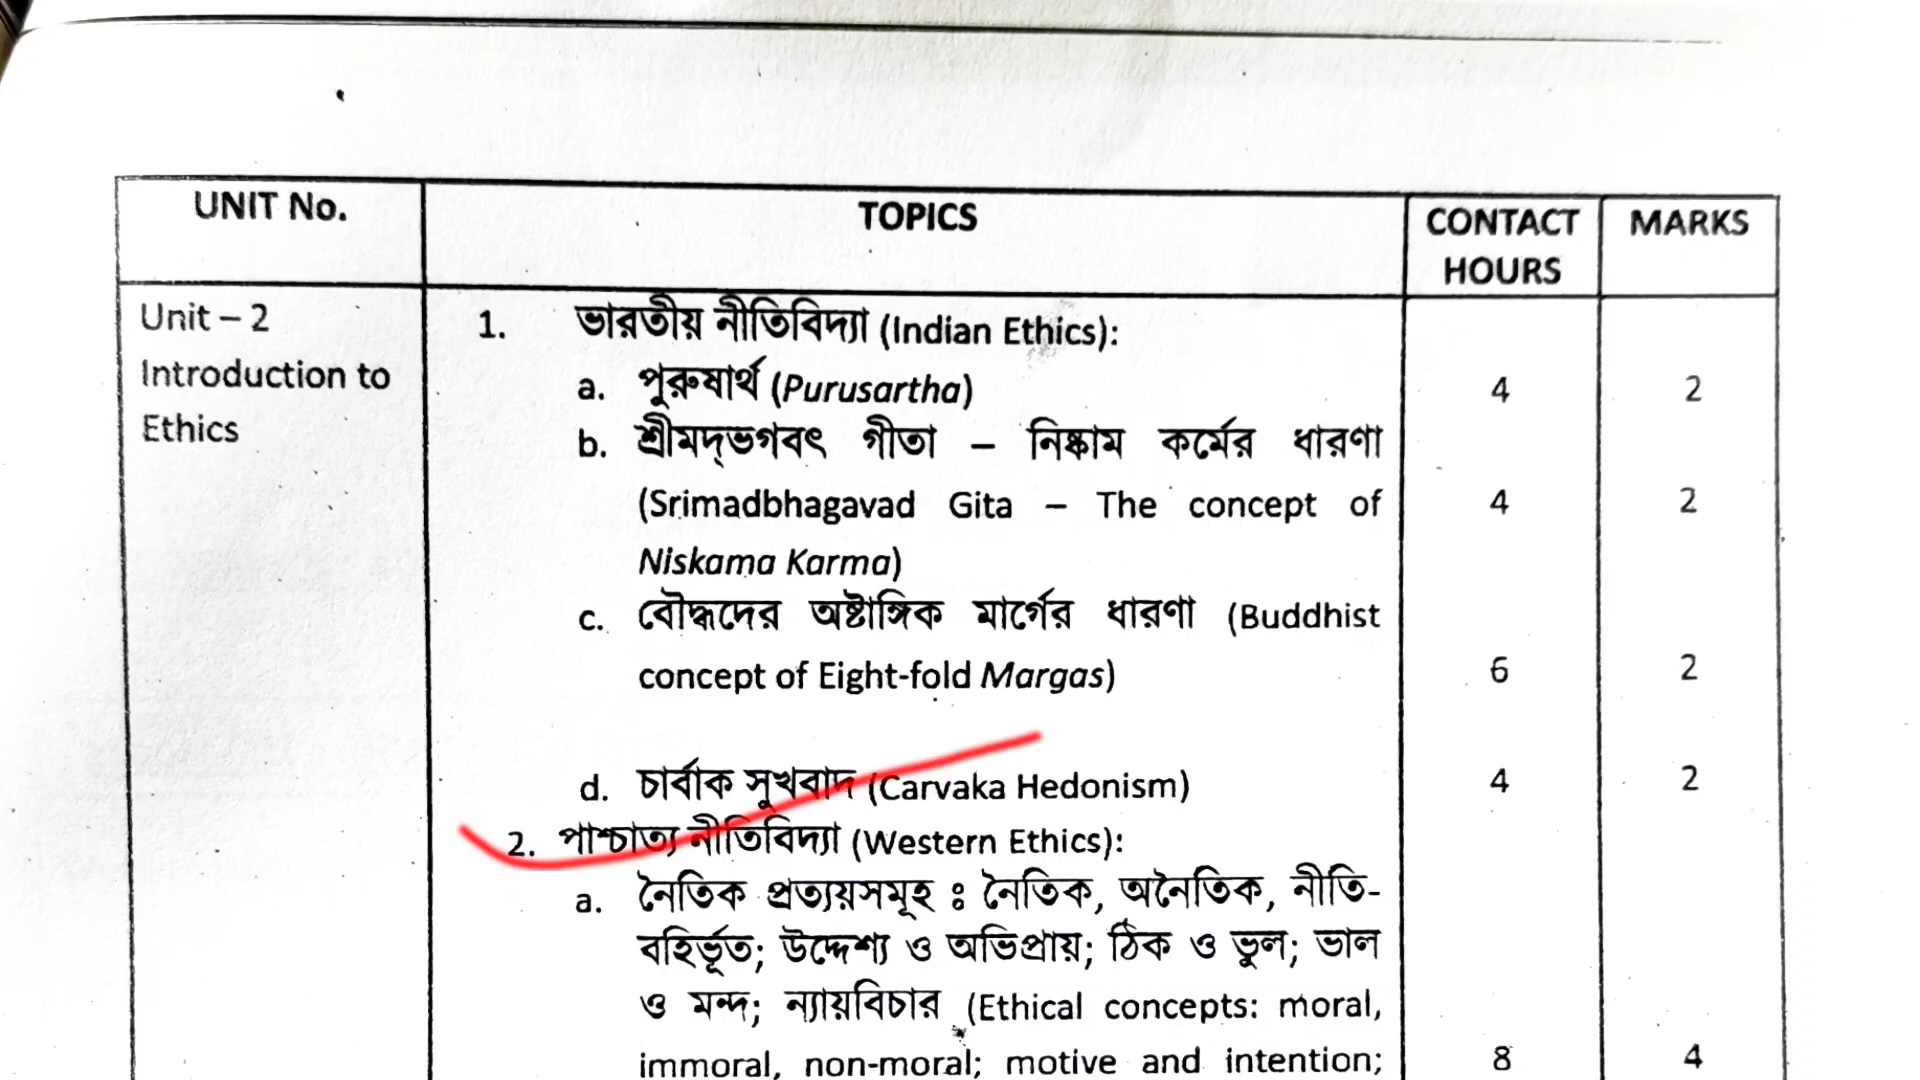 UNIT No. TOPICS CONTACT HOURS MARKS
Unit – 2
Introduction to
Ethics
1. ভারতীয় নীতিবিদ্যা (Indian Ethics):
a. পুরুষার্থ (Purusartha) 4 2
b. শ্রীমদ্‌ভগবৎ গীতা – নিষ্কাম কর্মের ধারণা
(Srimadbhagavad Gita – The concept of 4 2
Niskama Karma)
c. বৌদ্ধদের অষ্টাঙ্গিক মার্গের ধারণা (Buddhist
concept of Eight-fold Margas) 6 2
d. চার্বাক সুখবাদ (Carvaka Hedonism) 4 2
2. পাশ্চাত্য নীতিবিদ্যা (Western Ethics):
a. নৈতিক প্রত্যয়সমূহ ঃ নৈতিক, অনৈতিক, নীতি-
বহির্ভূত; উদ্দেশ্য ও অভিপ্রায়; ঠিক ও ভুল; ভাল
ও মন্দ; ন্যায়বিচার (Ethical concepts: moral,
immoral, non-moral; motive and intention; 8 4